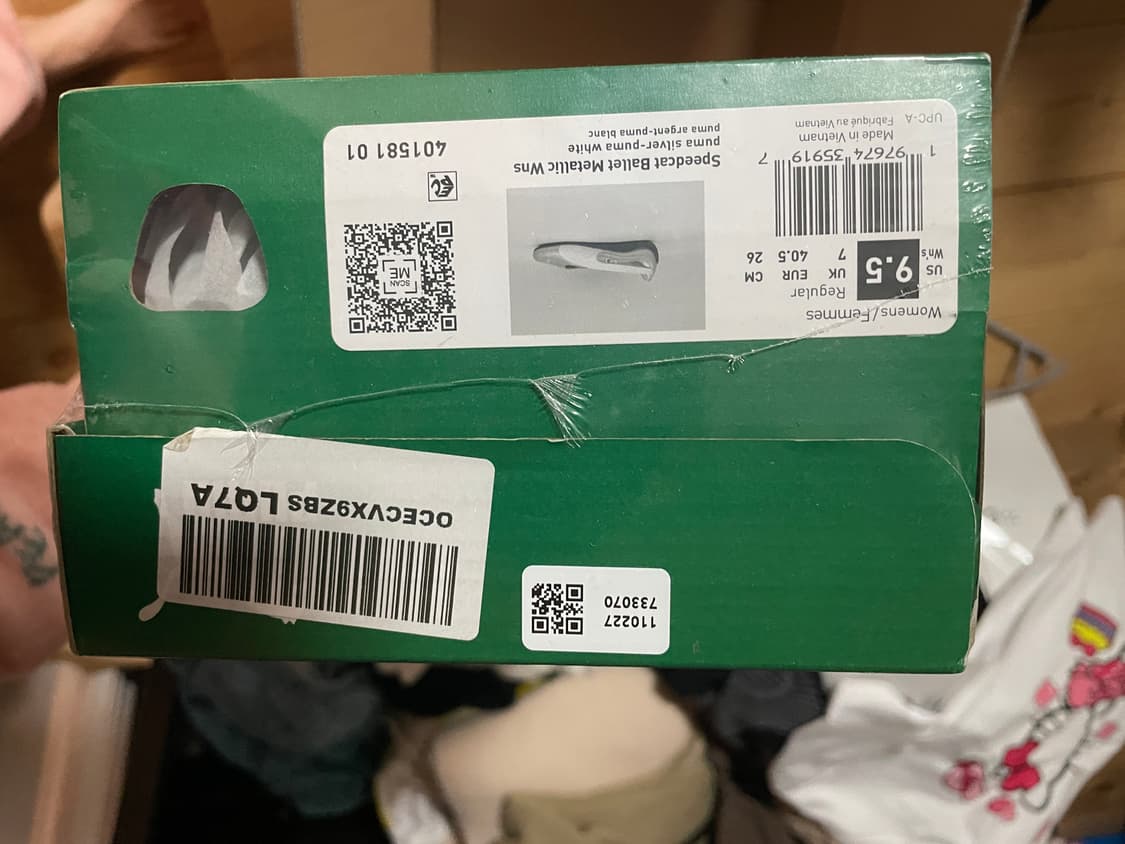 Womens/Femmes
Regular
US Wn's 9.5
UK 7
EUR 40.5
CM 26
1 97674 35919 7
Made in Vietnam
Fabriqué au Vietnam
UPC-A
Speedcat Ballet Metallic Wns
puma silver-puma white
puma argent-puma blanc
SCAN ME
401581 01
OCECVX9ZBS LQ7A
110227
733070